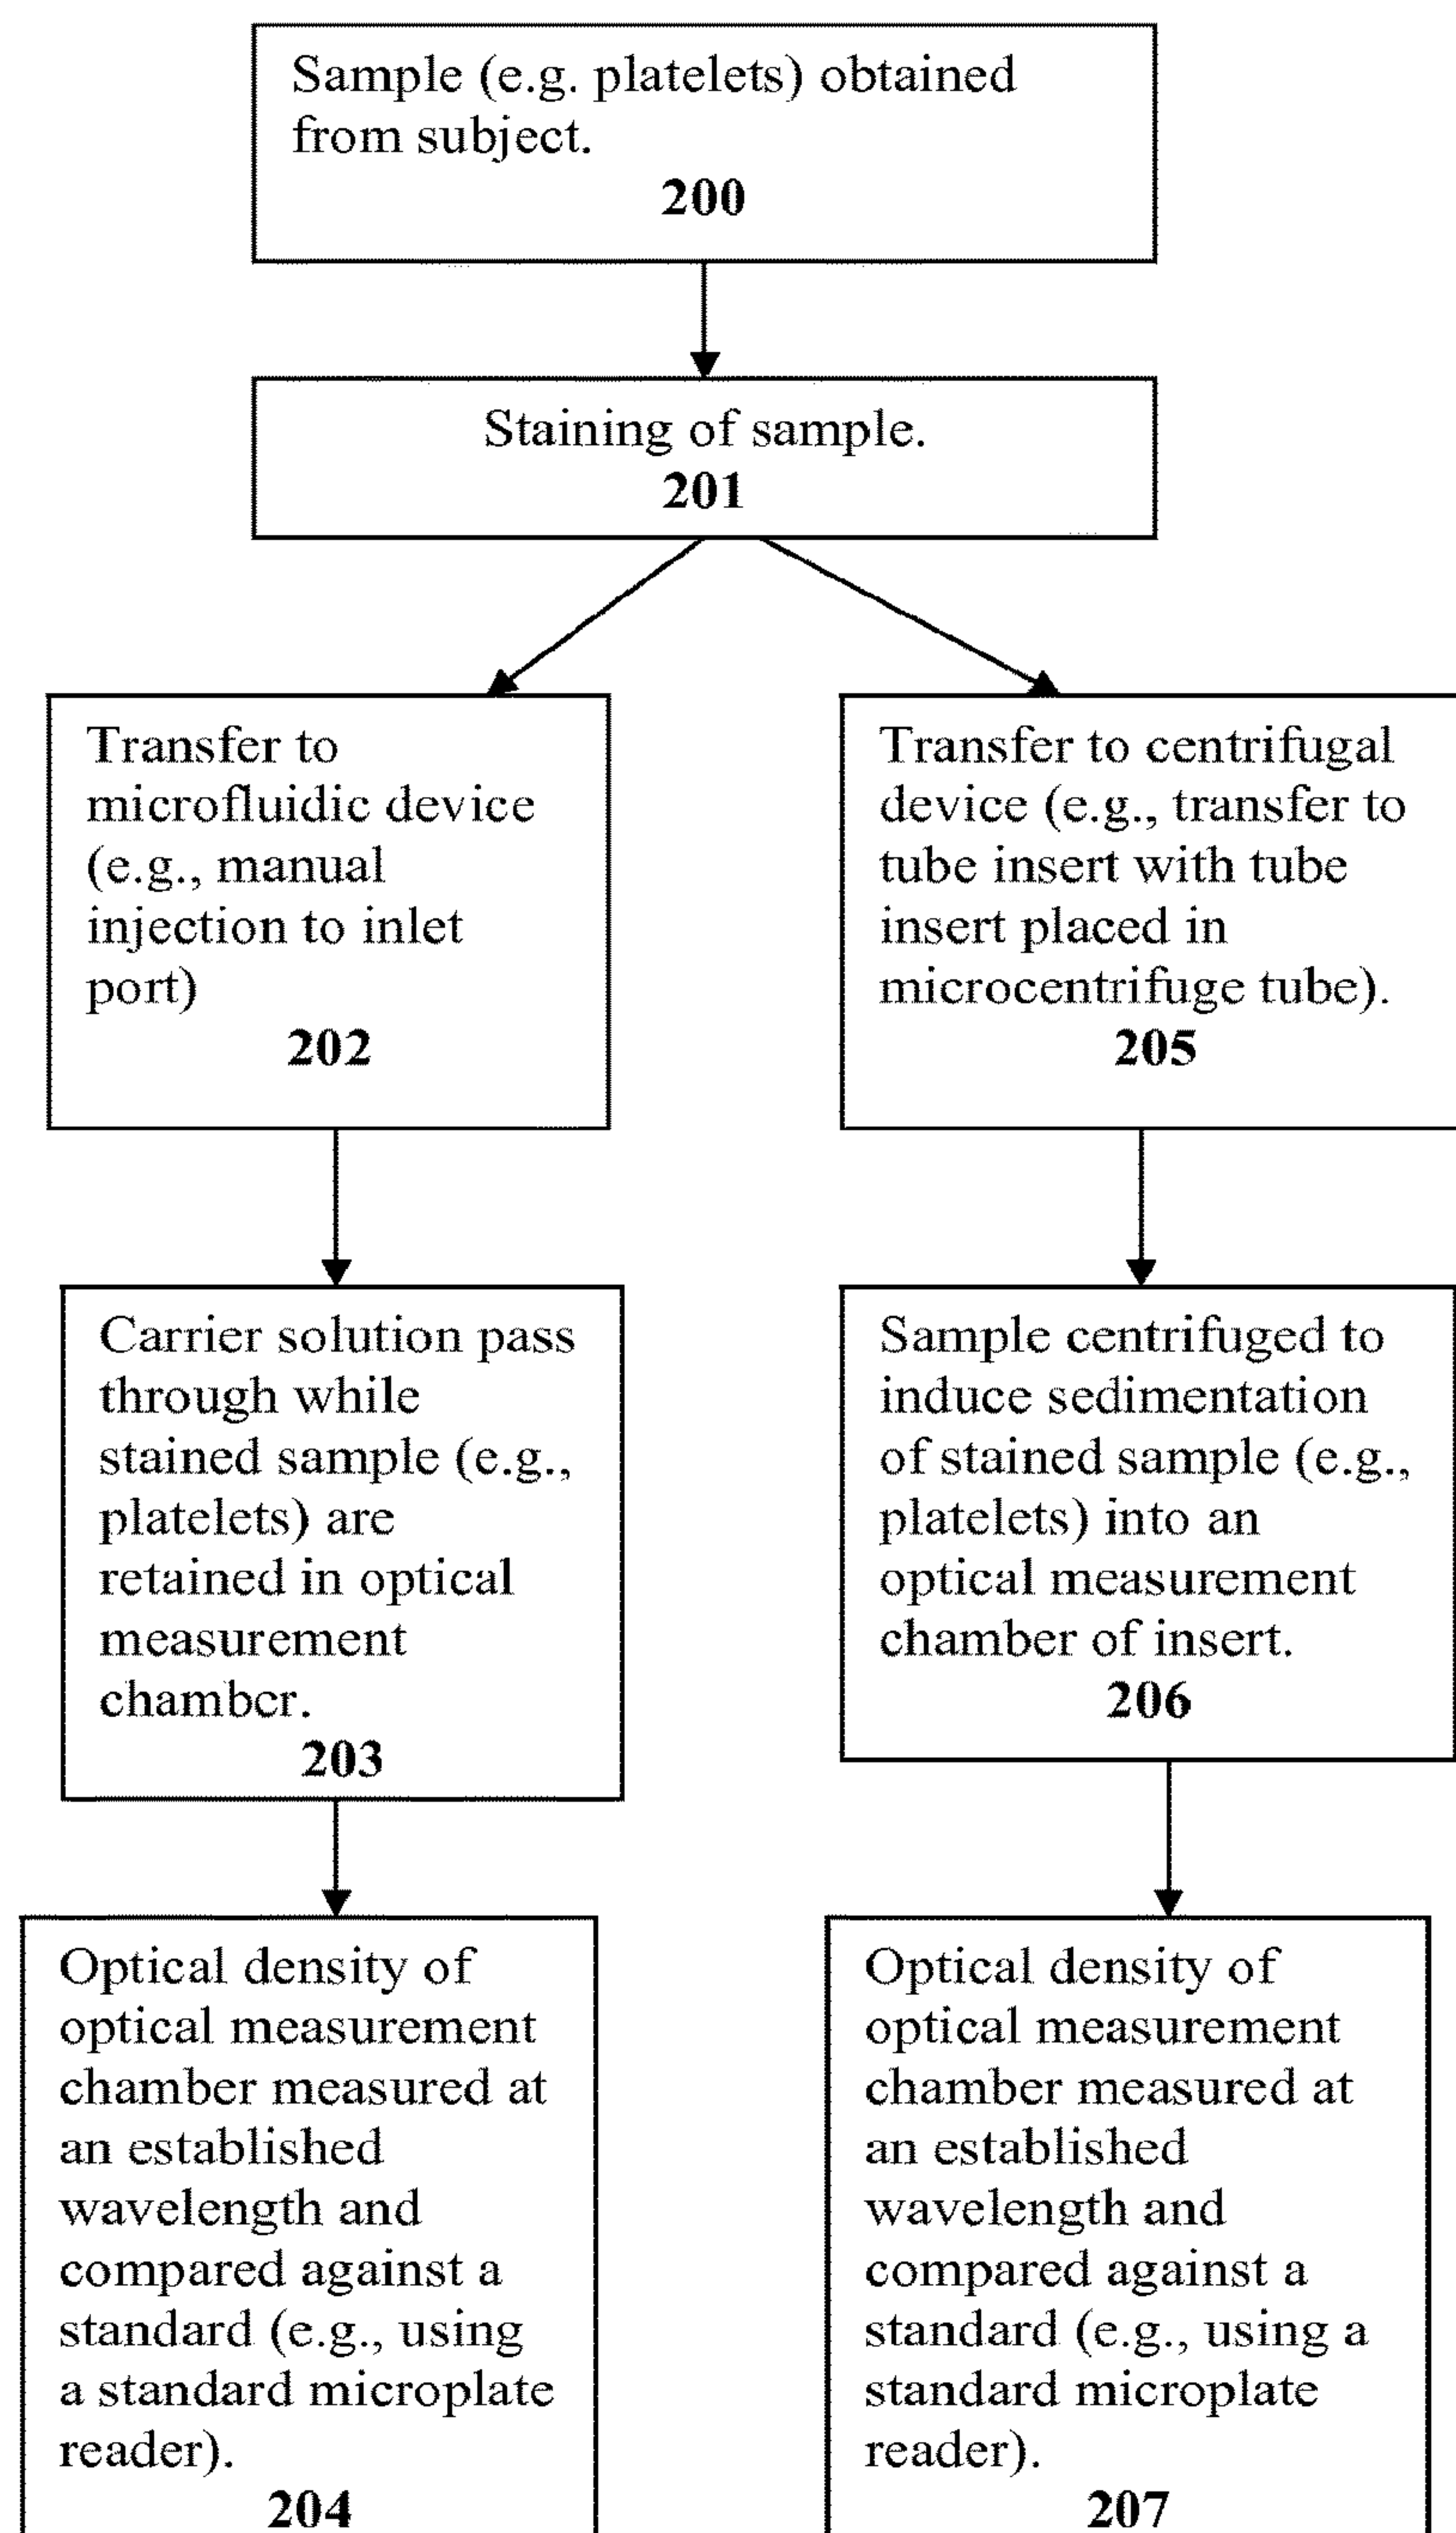 Sample (e.g. platelets) obtained
from subject.
200
Staining of sample.
201
Transfer to
microfluidic device
(e.g., manual
injection to inlet
port)
202
Transfer to centrifugal
device (e.g., transfer to
tube insert with tube
insert placed in
microcentrifuge tube).
205
Carrier solution pass
through while
stained sample (e.g.,
platelets) are
retained in optical
measurement
chamber.
203
Sample centrifuged to
induce sedimentation
of stained sample (e.g.,
platelets) into an
optical measurement
chamber of insert.
206
Optical density of
optical measurement
chamber measured at
an established
wavelength and
compared against a
standard (e.g., using
a standard microplate
reader).
204
Optical density of
optical measurement
chamber measured at
an established
wavelength and
compared against a
standard (e.g., using a
standard microplate
reader).
207